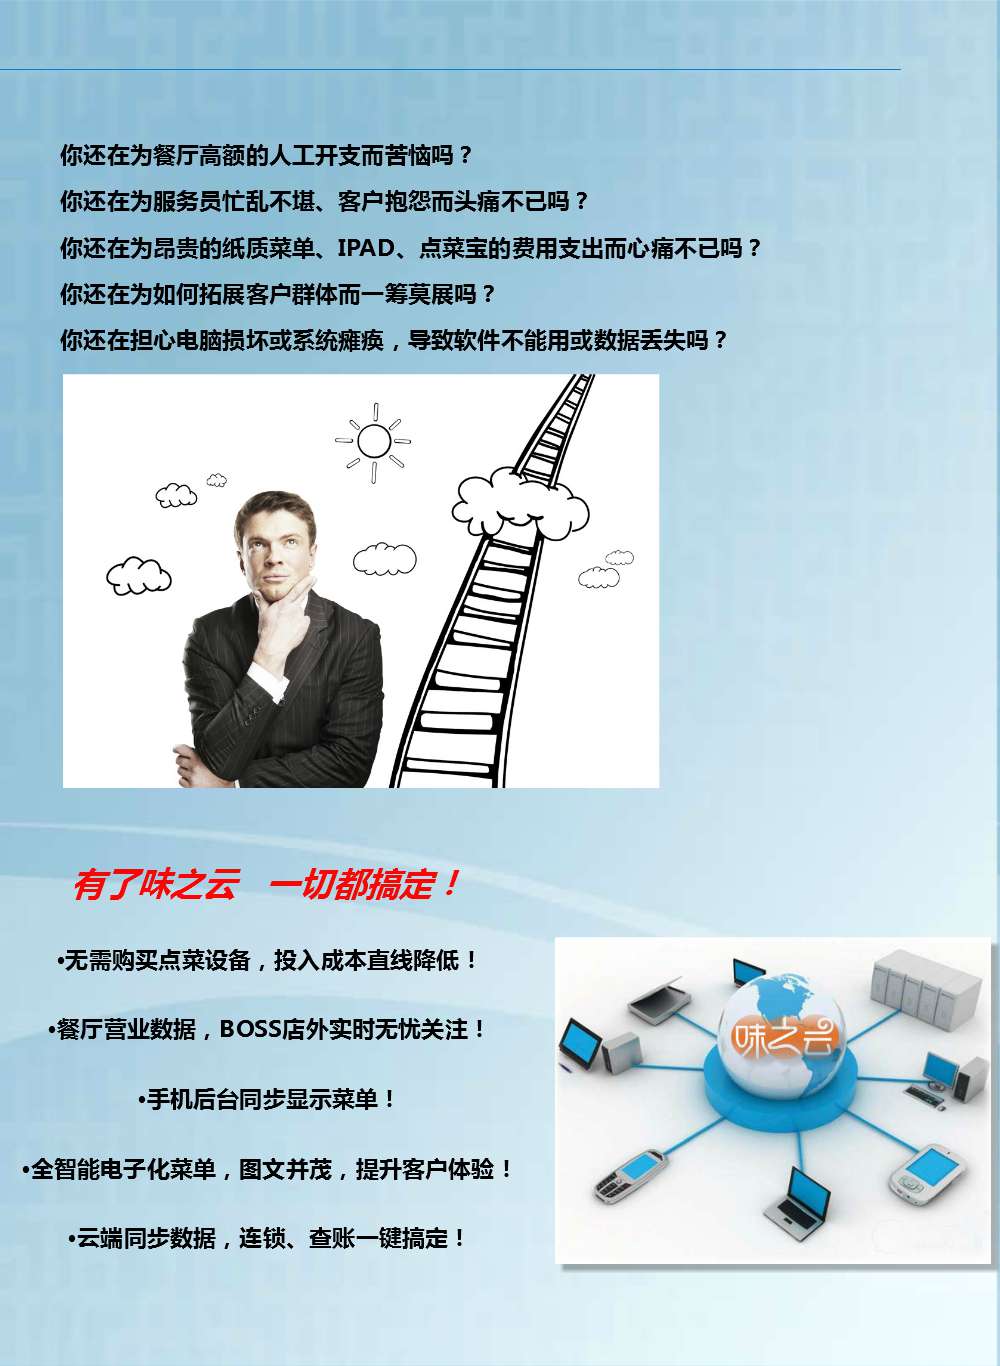 你还在为餐厅高额的人工开支而苦恼吗？
你还在为服务员忙乱不堪、客户抱怨而头痛不已吗？
你还在为昂贵的纸质菜单、IPAD、点菜宝的费用支出而心痛不已吗？
你还在为如何拓展客户群体而一筹莫展吗？
你还在担心电脑损坏或系统瘫痪，导致软件不能用或数据丢失吗？
有了味之云 一切都搞定！
•无需购买点菜设备，投入成本直线降低！
•餐厅营业数据，BOSS店外实时无忧关注！
•手机后台同步显示菜单！
•全智能电子化菜单，图文并茂，提升客户体验！
•云端同步数据，连锁、查账一键搞定！
味之云